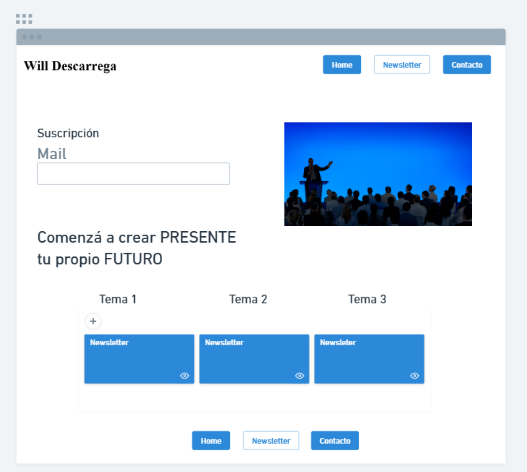 Will Descarrega
Home
Newsletter
Contacto
Suscripción
Mail
Comenzá a crear PRESENTE
tu propio FUTURO
Tema 1
Tema 2
Tema 3
+
Newsletter
Newsletter
Newsleter
Home
Newsletter
Contacto